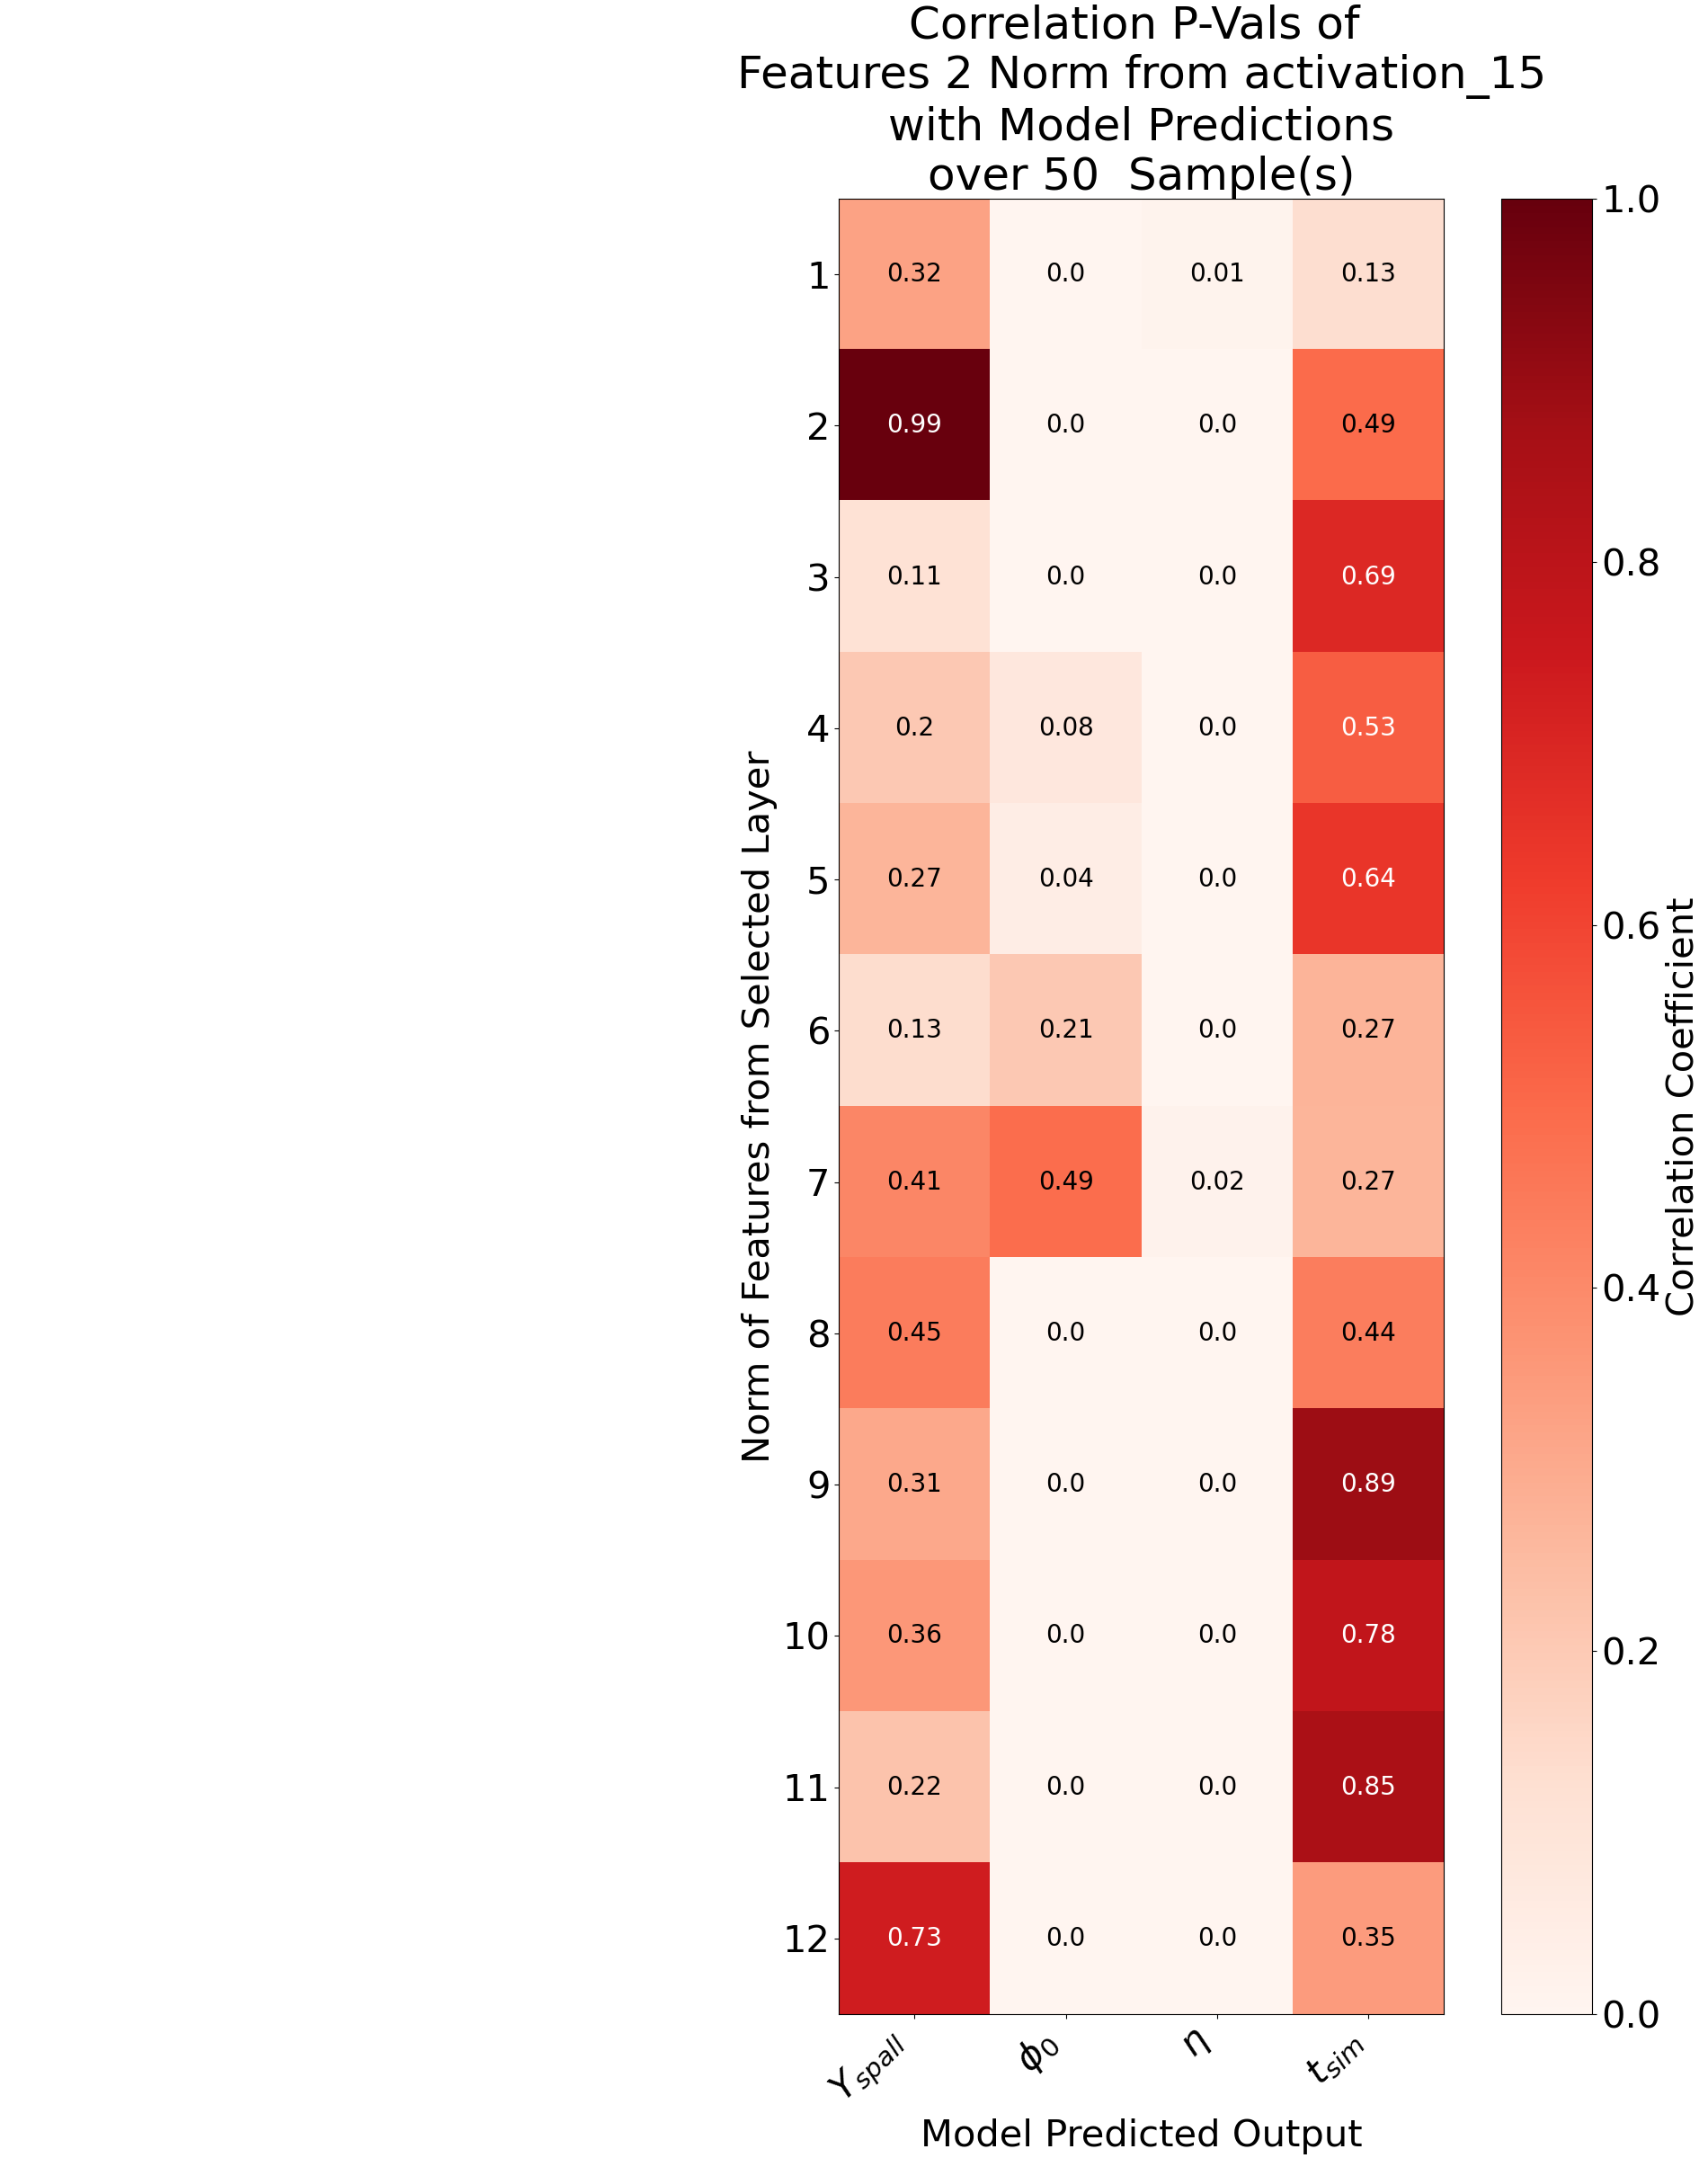 Correlation P-Vals of
Features 2 Norm from activation_15
with Model Predictions
over 50  Sample(s)
Norm of Features from Selected Layer
1 0.32 0.0 0.01 0.13
2 0.99 0.0 0.0 0.49
3 0.11 0.0 0.0 0.69
4 0.2 0.08 0.0 0.53
5 0.27 0.04 0.0 0.64
6 0.13 0.21 0.0 0.27
7 0.41 0.49 0.02 0.27
8 0.45 0.0 0.0 0.44
9 0.31 0.0 0.0 0.89
10 0.36 0.0 0.0 0.78
11 0.22 0.0 0.0 0.85
12 0.73 0.0 0.0 0.35
Y_spall ϕ_0 η t_sim
Model Predicted Output
1.0
0.8
0.6
0.4
0.2
0.0
Correlation Coefficient